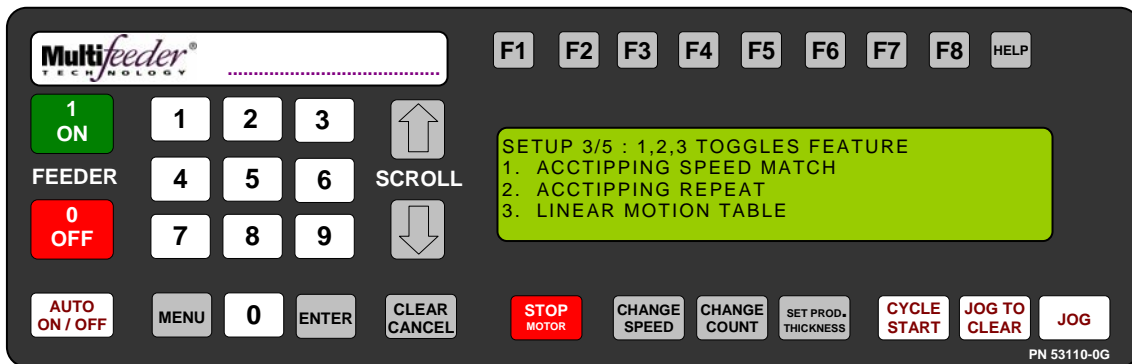 Multifeeder®
TECHNOLOGY
F1 F2 F3 F4 F5 F6 F7 F8 HELP
1
ON
FEEDER
0
OFF
1 2 3
4 5 6
7 8 9
SCROLL
SETUP 3/5 : 1,2,3 TOGGLES FEATURE
1. ACCTIPPING SPEED MATCH
2. ACCTIPPING REPEAT
3. LINEAR MOTION TABLE
AUTO
ON / OFF
MENU
0
ENTER
CLEAR
CANCEL
STOP
MOTOR
CHANGE
SPEED
CHANGE
COUNT
SET PROD.
THICKNESS
CYCLE
START
JOG TO
CLEAR
JOG
PN 53110-0G